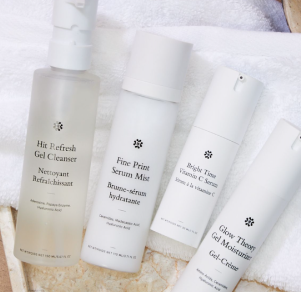 Hit Refresh
Gel Cleanser
Nettoyant
Rafraîchissant
Fine Print
Serum Mist
Brume-sérum
hydratante
Bright Time
Vitamin C Serum
Sérum à la vitamine C
Glow Theory
Gel Moisturizer
Gel-Crème